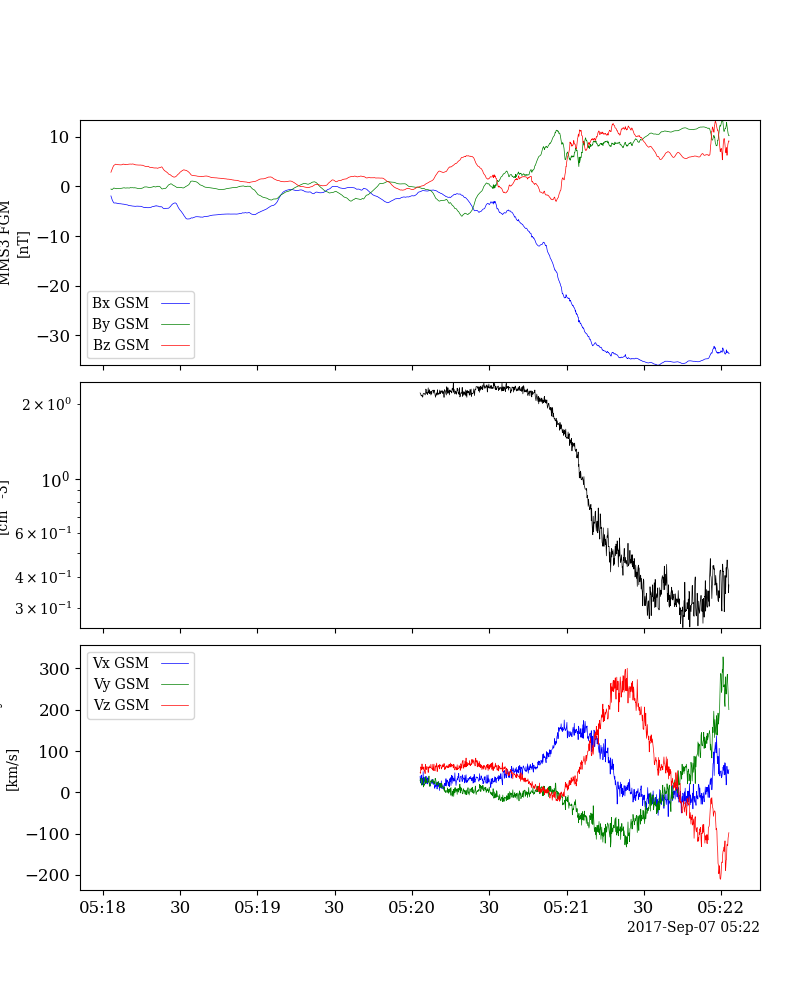 10
0
−10
−20
−30
MMS3 FGM
[nT]
Bx GSM
By GSM
Bz GSM
2 × 10⁰
10⁰
6 × 10⁻¹
4 × 10⁻¹
3 × 10⁻¹
300
200
100
0
−100
−200
[km/s]
Vx GSM
Vy GSM
Vz GSM
05:18 30 05:19 30 05:20 30 05:21 30 05:22
2017-Sep-07 05:22